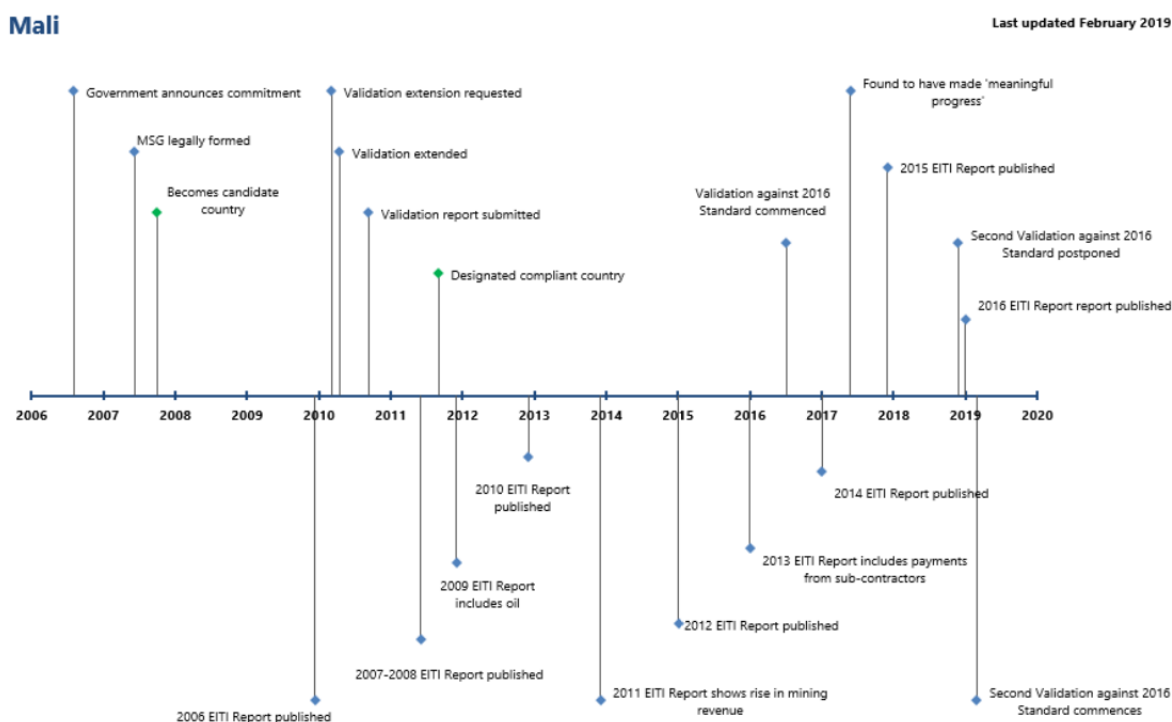 Mali
Last updated February 2019
Government announces commitment
Validation extension requested
Found to have made 'meaningful
progress'
MSG legally formed
Validation extended
2015 EITI Report published
Becomes candidate
country
Validation report submitted
Validation against 2016
Standard commenced
Second Validation against 2016
Standard postponed
Designated compliant country
2016 EITI Report report published
2006 2007 2008 2009 2010 2011 2012 2013 2014 2015 2016 2017 2018 2019 2020
2010 EITI Report
published
2014 EITI Report published
2009 EITI Report
includes oil
2013 EITI Report includes payments
from sub-contractors
2012 EITI Report published
2007-2008 EITI Report published
2006 EITI Report published
2011 EITI Report shows rise in mining
revenue
Second Validation against 2016
Standard commences